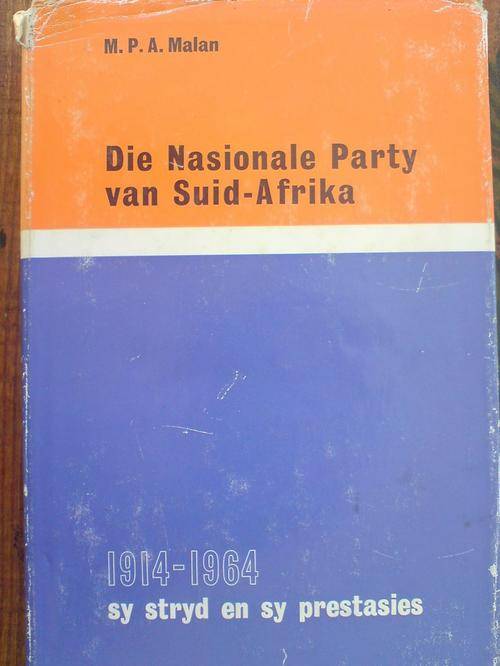 M. P. A. Malan
Die Nasionale Party
van Suid-Afrika
1914-1964
sy stryd en sy prestasies